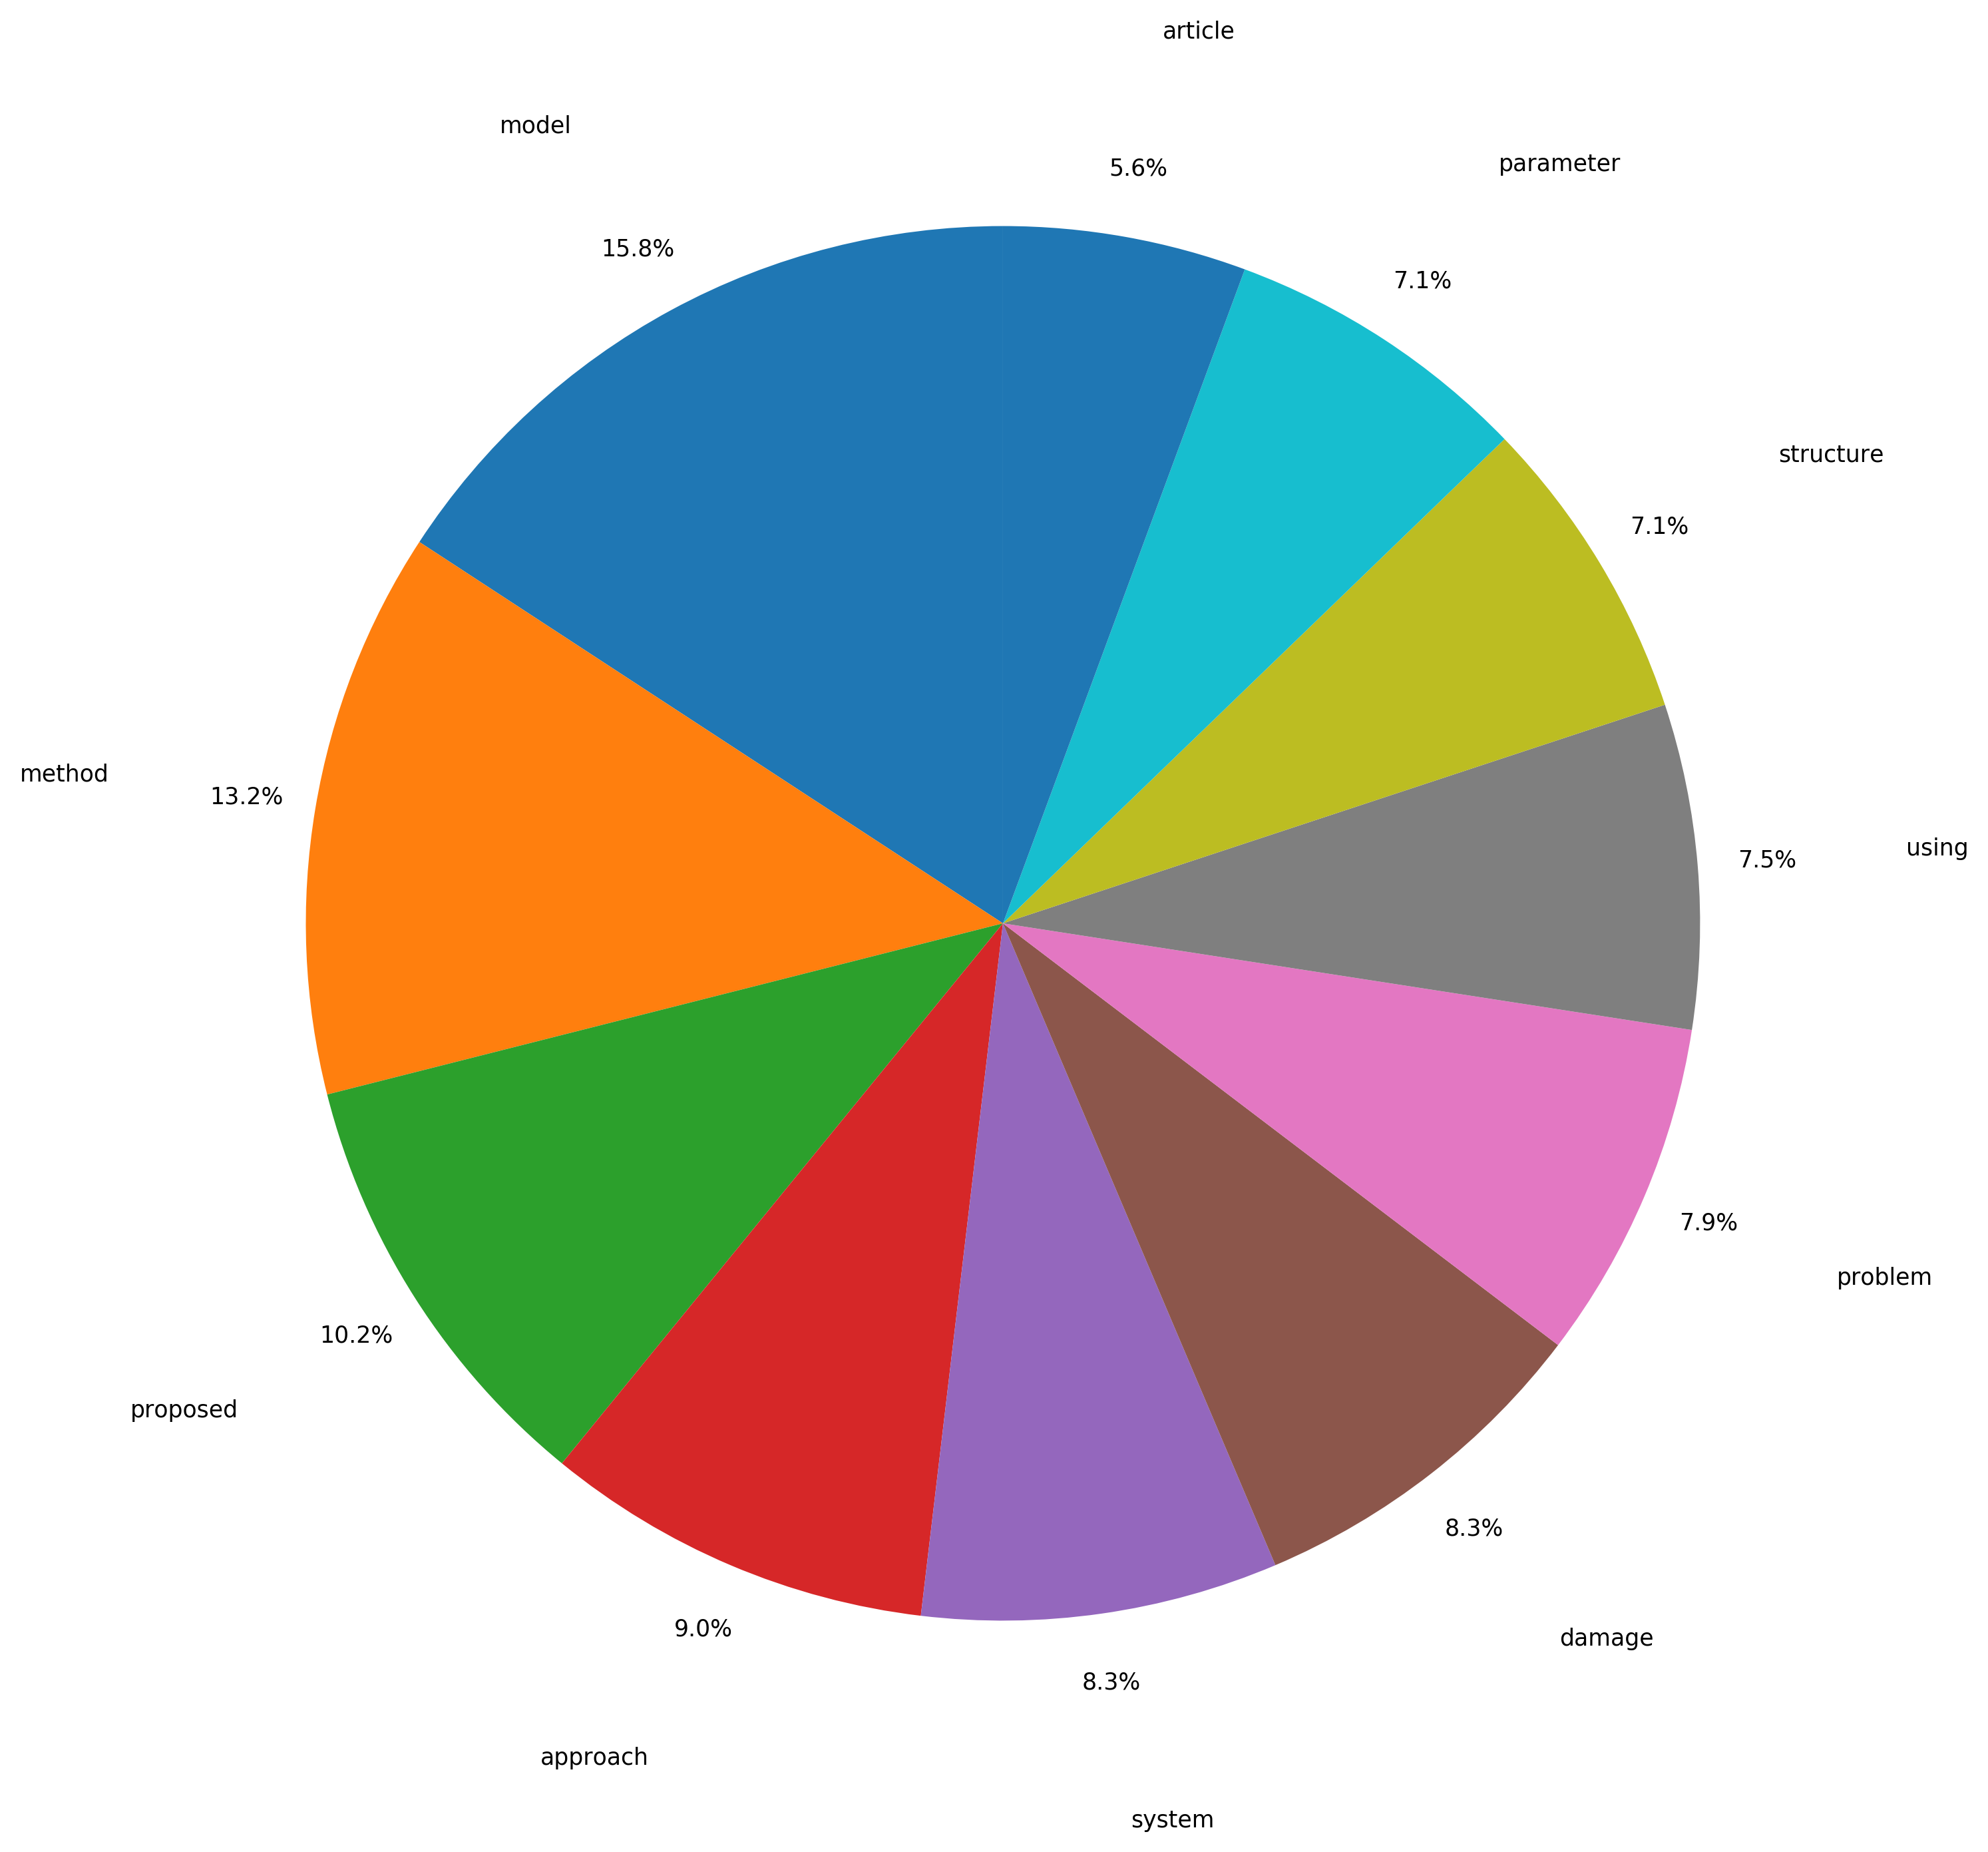 article
model
parameter
5.6%
15.8%
7.1%
structure
7.1%
method
13.2%
using
7.5%
7.9%
problem
10.2%
proposed
8.3%
damage
9.0%
8.3%
approach
system